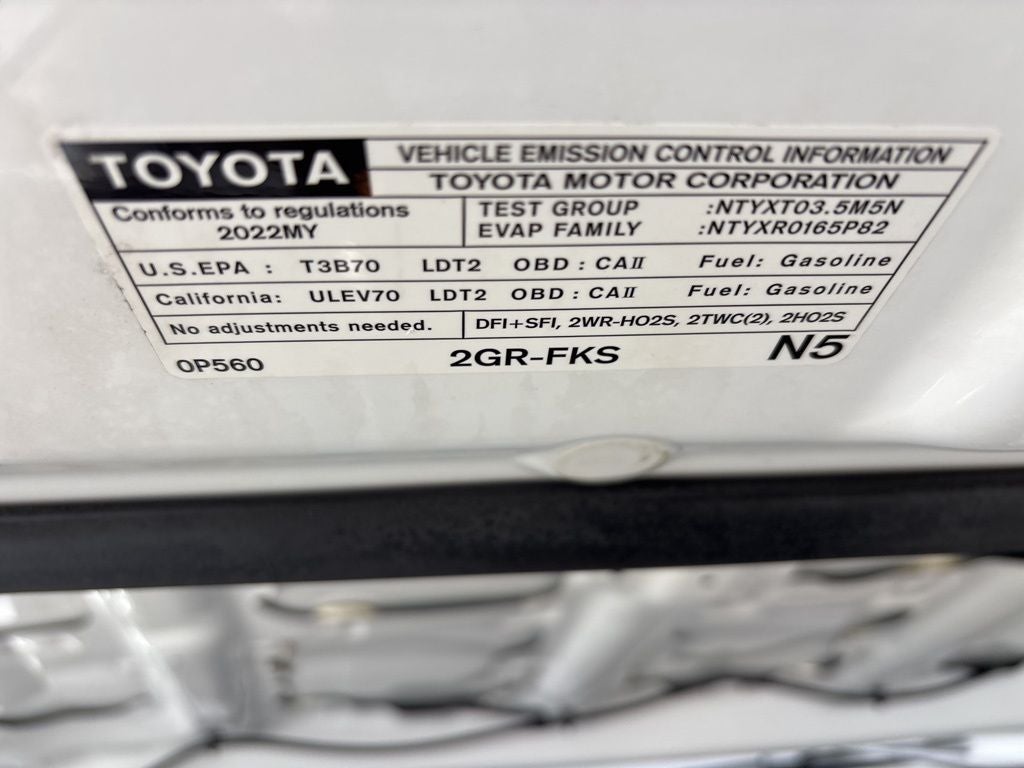 TOYOTA
VEHICLE EMISSION CONTROL INFORMATION
TOYOTA MOTOR CORPORATION
Conforms to regulations
2022MY
TEST GROUP :NTYXT03.5M5N
EVAP FAMILY :NTYXR0165P82
U.S.EPA : T3B70 LDT2 OBD : CAII Fuel: Gasoline
California: ULEV70 LDT2 OBD : CAII Fuel: Gasoline
No adjustments needed. DFI+SFI, 2WR-HO2S, 2TWC(2), 2HO2S
0P560 2GR-FKS N5